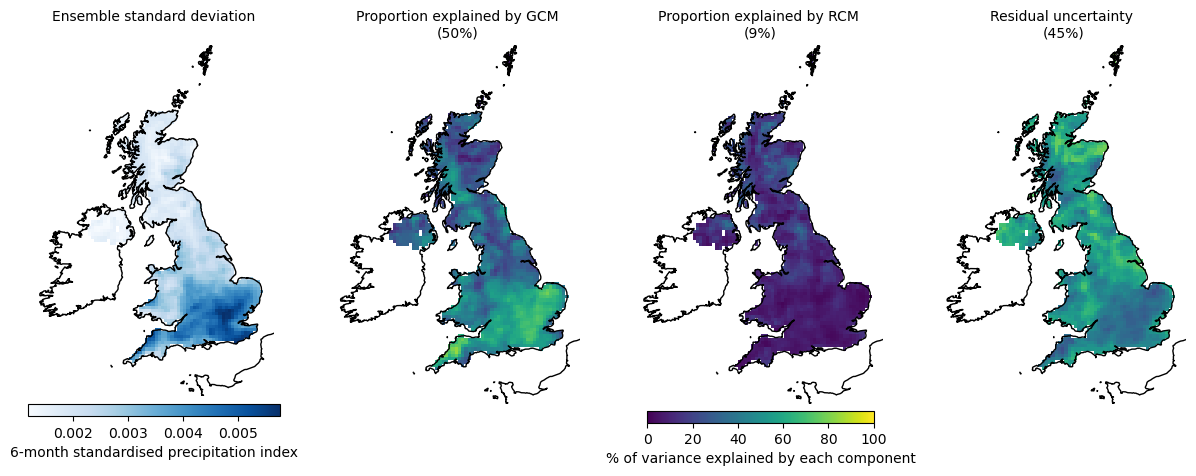 Ensemble standard deviation
Proportion explained by GCM
(50%)
Proportion explained by RCM
(9%)
Residual uncertainty
(45%)
0.002 0.003 0.004 0.005
6-month standardised precipitation index
0 20 40 60 80 100
% of variance explained by each component